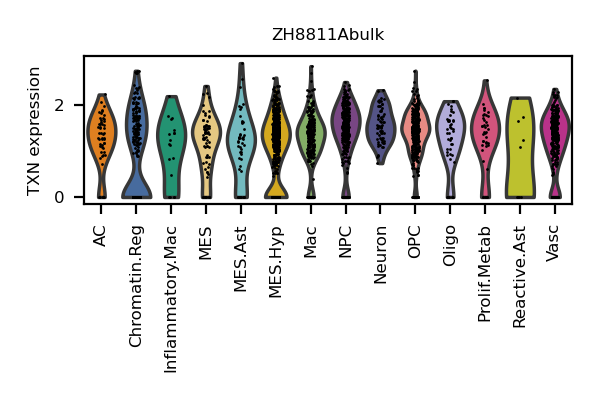 ZH8811Abulk
TXN expression
2
0
AC
Chromatin.Reg
Inflammatory.Mac
MES
MES.Ast
MES.Hyp
Mac
NPC
Neuron
OPC
Oligo
Prolif.Metab
Reactive.Ast
Vasc